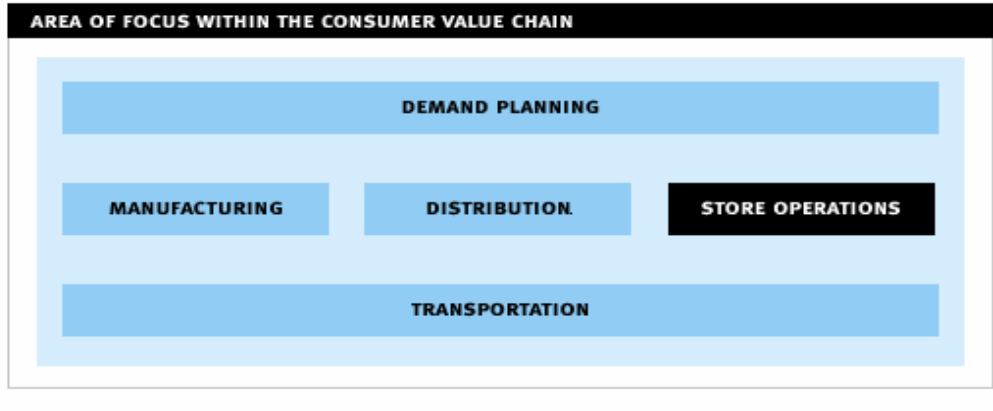 AREA OF FOCUS WITHIN THE CONSUMER VALUE CHAIN
DEMAND PLANNING
MANUFACTURING
DISTRIBUTION.
STORE OPERATIONS
TRANSPORTATION